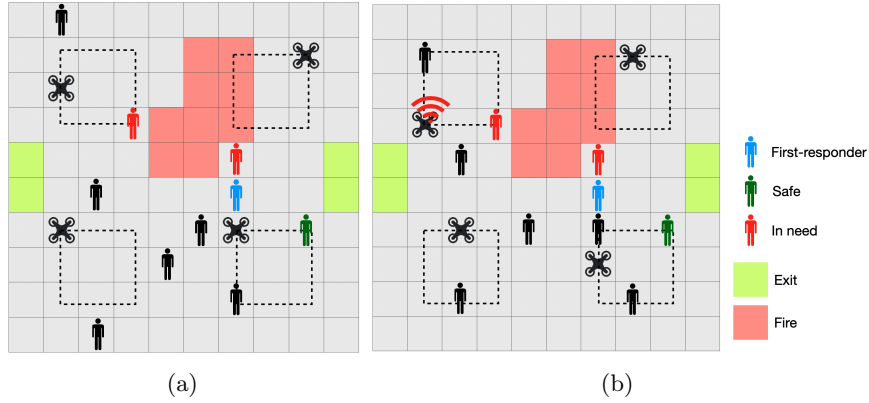 First-responder
Safe
In need
Exit
Fire
(a)
(b)